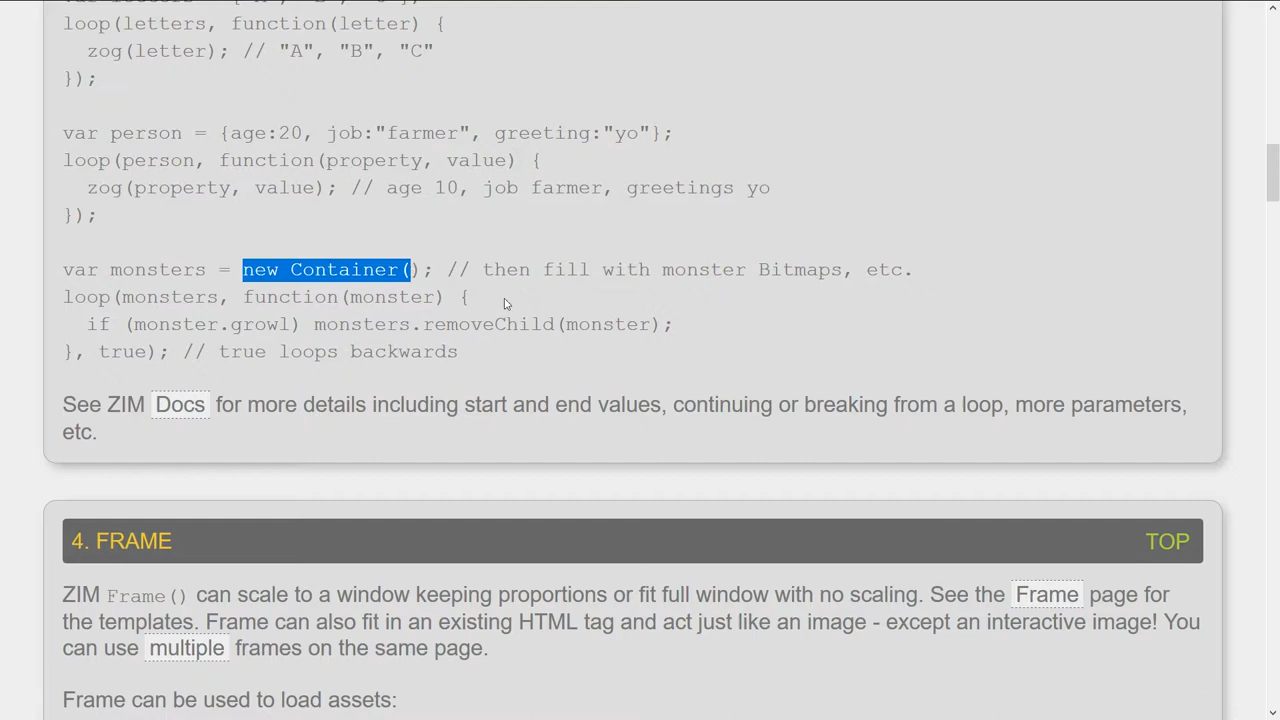 loop(letters, function(letter) {
zog(letter); // "A", "B", "C"
});
var person = {age:20, job:"farmer", greeting:"yo"};
loop(person, function(property, value) {
zog(property, value); // age 10, job farmer, greetings yo
});
var monsters = new Container(); // then fill with monster Bitmaps, etc.
loop(monsters, function(monster) {
if (monster.growl) monsters.removeChild(monster);
}, true); // true loops backwards
See ZIM Docs for more details including start and end values, continuing or breaking from a loop, more parameters,
etc.
4. FRAME TOP
ZIM Frame() can scale to a window keeping proportions or fit full window with no scaling. See the Frame page for
the templates. Frame can also fit in an existing HTML tag and act just like an image - except an interactive image! You
can use multiple frames on the same page.
Frame can be used to load assets: